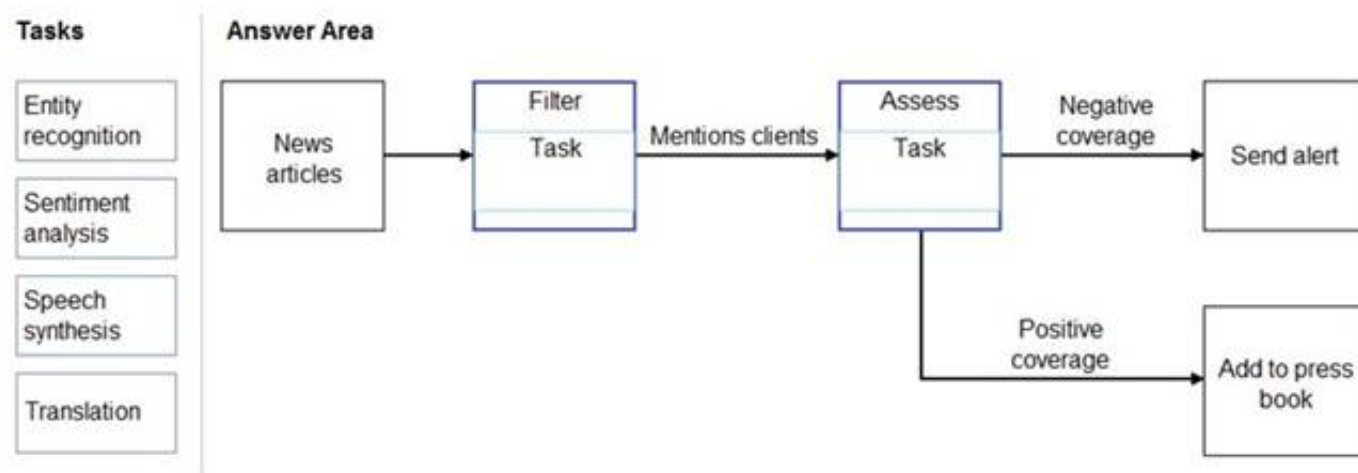 Tasks
Answer Area
Entity
recognition
Sentiment
analysis
Speech
synthesis
Translation
News
articles
Filter
Task
Mentions clients
Assess
Task
Negative
coverage
Send alert
Positive
coverage
Add to press
book